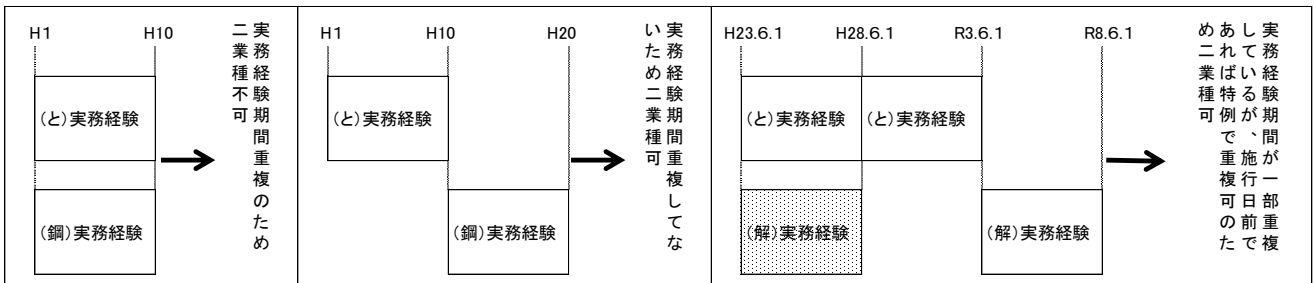 H1 H10
(と)実務経験
(鋼)実務経験
実務経験期間重複のため
二業種不可
H1 H10 H20
(と)実務経験
(鋼)実務経験
実務経験期間重複してな
いため二業種可
H23.6.1 H28.6.1 R3.6.1 R8.6.1
(と)実務経験 (と)実務経験
(解)実務経験 (解)実務経験
実務経験期間が一部重複
しているが、施行日前で
あれば特例で重複可のた
め二業種可